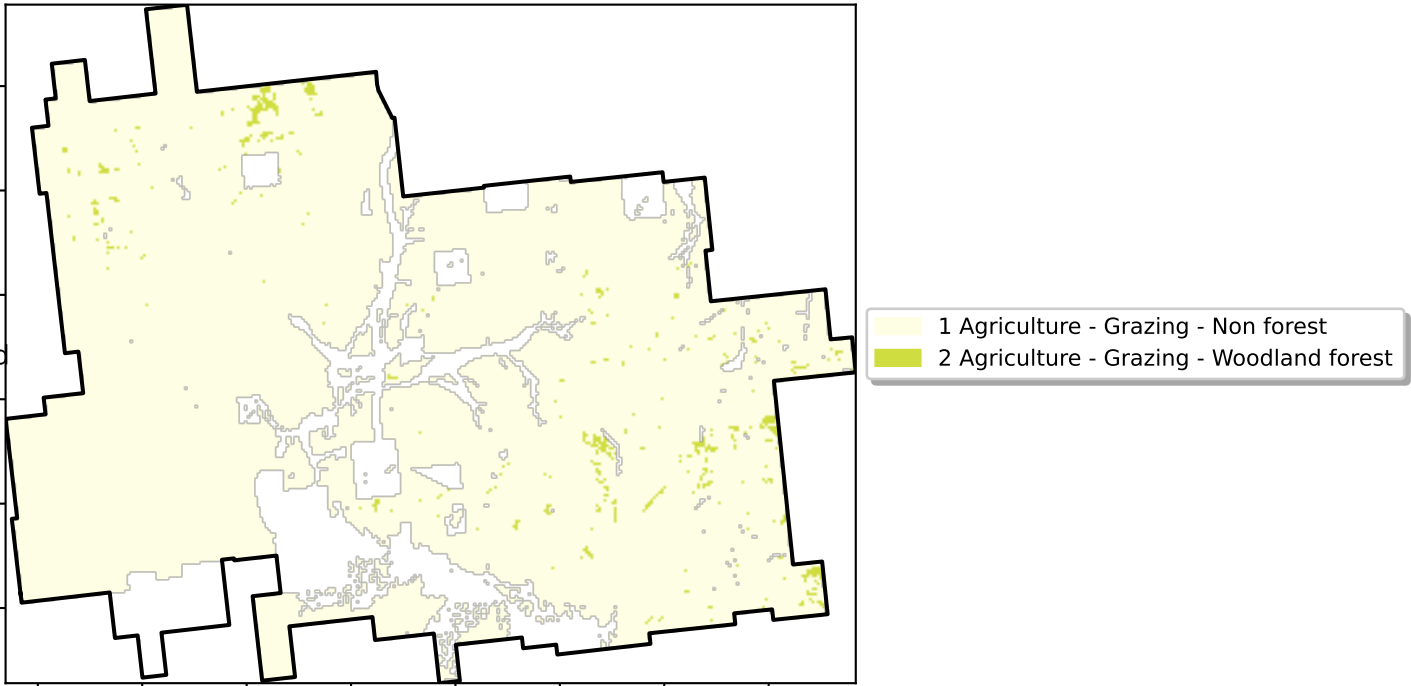 1 Agriculture - Grazing - Non forest
2 Agriculture - Grazing - Woodland forest